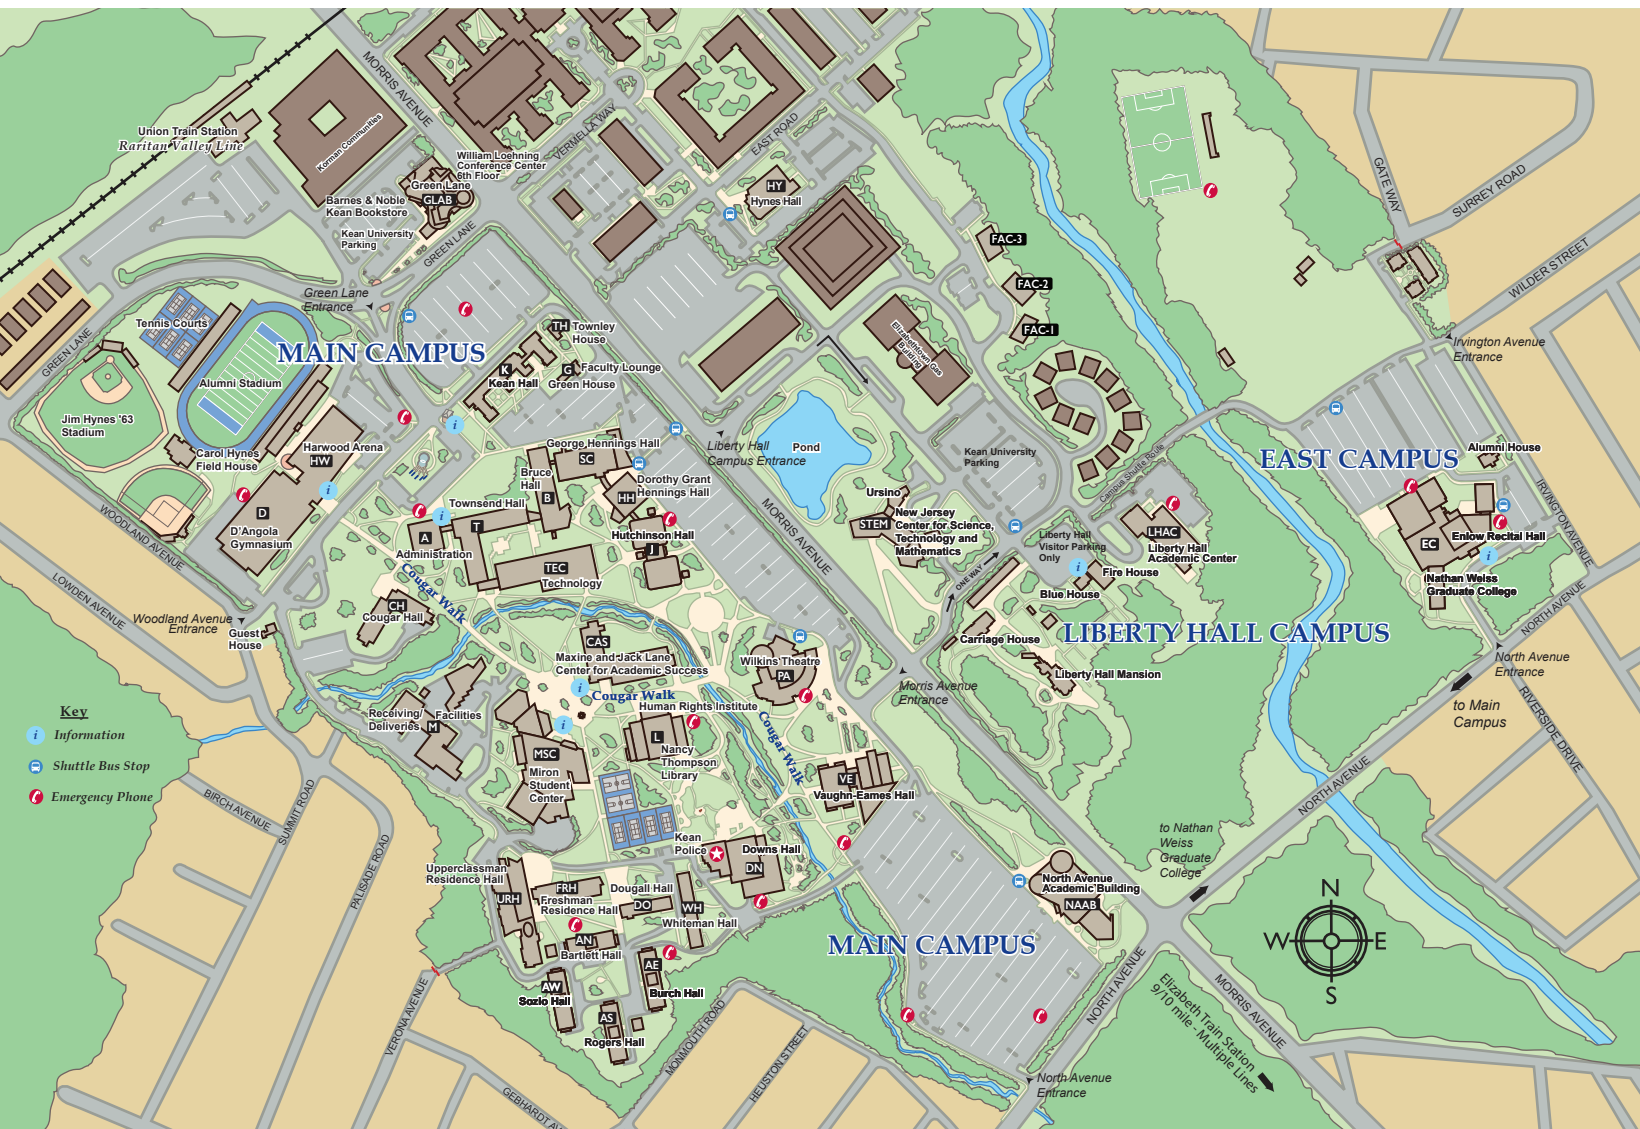 MORRIS AVENUE
Union Train Station
Raritan Valley Line
Korman Communities
VERMELLA WAY
EAST ROAD
William Loehning
Conference Center
6th Floor
Green Lane
GLAB
Barnes & Noble
Kean Bookstore
Kean University
Parking
GREEN LANE
HY
Hynes Hall
FAC-3
FAC-2
FAC-1
GATE WAY
SURREY ROAD
WILDER STREET
Irvington Avenue
Entrance
Green Lane
Entrance
Tennis Courts
GREEN LANE
MAIN CAMPUS
Alumni Stadium
Jim Hynes '63
Stadium
Carol Hynes
Field House
Harwood Arena
HW
D
D'Angola
Gymnasium
WOODLAND AVENUE
LOWDEN AVENUE
Woodland Avenue
Entrance
Guest
House
TH
Townley
House
K
Kean Hall
G
Faculty Lounge
Green House
Elizabethtown Gas
Building
Liberty Hall
Campus Entrance
Pond
Kean University
Parking
Campus Shuttle Route
George Hennings Hall
SC
Bruce
Hall
B
HH
Dorothy Grant
Hennings Hall
Townsend Hall
T
A
Administration
Hutchinson Hall
J
TEC
Technology
Cougar Walk
CH
Cougar Hall
MORRIS AVENUE
Ursino
STEM
New Jersey
Center for Science,
Technology and
Mathematics
ONE WAY
Liberty Hall
Visitor Parking
Only
LHAC
Liberty Hall
Academic Center
Fire House
Blue House
Carriage House
LIBERTY HALL CAMPUS
Liberty Hall Mansion
Morris Avenue
Entrance
EAST CAMPUS
Alumni House
IRVINGTON AVENUE
EC
Enlow Recital Hall
Nathan Weiss
Graduate College
NORTH AVENUE
North Avenue
Entrance
to Main
Campus
RIVERSIDE DRIVE
NORTH AVENUE
CAS
Maxine and Jack Lane
Center for Academic Success
Cougar Walk
Human Rights Institute
Wilkins Theatre
PA
Cougar Walk
L
Nancy
Thompson
Library
Receiving/
Deliveries
Facilities
M
MSC
Miron
Student
Center
VE
Vaughn-Eames Hall
Key
i Information
Shuttle Bus Stop
Emergency Phone
BIRCH AVENUE
SUMMIT ROAD
PALISADE ROAD
Kean
Police
Downs Hall
DN
Upperclassman
Residence Hall
URH
FRH
Freshman
Residence Hall
Dougall Hall
DO
WH
Whiteman Hall
AN
Bartlett Hall
AE
Burch Hall
AW
Sozio Hall
AS
Rogers Hall
VERONA AVENUE
MONMOUTH ROAD
HEUSTON STREET
GEBHARDT AV
MAIN CAMPUS
North Avenue
Academic Building
NAAB
to Nathan
Weiss
Graduate
College
NORTH AVENUE
North Avenue
Entrance
MORRIS AVENUE
Elizabeth Train Station
9/10 mile - Multiple Lines
N
W
E
S